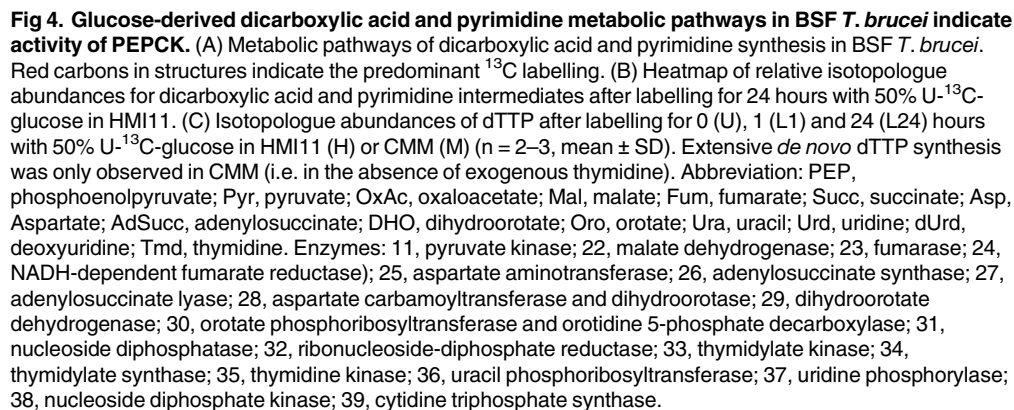 Fig 4. Glucose-derived dicarboxylic acid and pyrimidine metabolic pathways in BSF T. brucei indicate
activity of PEPCK. (A) Metabolic pathways of dicarboxylic acid and pyrimidine synthesis in BSF T. brucei.
Red carbons in structures indicate the predominant ¹³C labelling. (B) Heatmap of relative isotopologue
abundances for dicarboxylic acid and pyrimidine intermediates after labelling for 24 hours with 50% U-¹³C-
glucose in HMI11. (C) Isotopologue abundances of dTTP after labelling for 0 (U), 1 (L1) and 24 (L24) hours
with 50% U-¹³C-glucose in HMI11 (H) or CMM (M) (n = 2–3, mean ± SD). Extensive de novo dTTP synthesis
was only observed in CMM (i.e. in the absence of exogenous thymidine). Abbreviation: PEP,
phosphoenolpyruvate; Pyr, pyruvate; OxAc, oxaloacetate; Mal, malate; Fum, fumarate; Succ, succinate; Asp,
Aspartate; AdSucc, adenylosuccinate; DHO, dihydroorotate; Oro, orotate; Ura, uracil; Urd, uridine; dUrd,
deoxyuridine; Tmd, thymidine. Enzymes: 11, pyruvate kinase; 22, malate dehydrogenase; 23, fumarase; 24,
NADH-dependent fumarate reductase); 25, aspartate aminotransferase; 26, adenylosuccinate synthase; 27,
adenylosuccinate lyase; 28, aspartate carbamoyltransferase and dihydroorotase; 29, dihydroorotate
dehydrogenase; 30, orotate phosphoribosyltransferase and orotidine 5-phosphate decarboxylase; 31,
nucleoside diphosphatase; 32, ribonucleoside-diphosphate reductase; 33, thymidylate kinase; 34,
thymidylate synthase; 35, thymidine kinase; 36, uracil phosphoribosyltransferase; 37, uridine phosphorylase;
38, nucleoside diphosphate kinase; 39, cytidine triphosphate synthase.